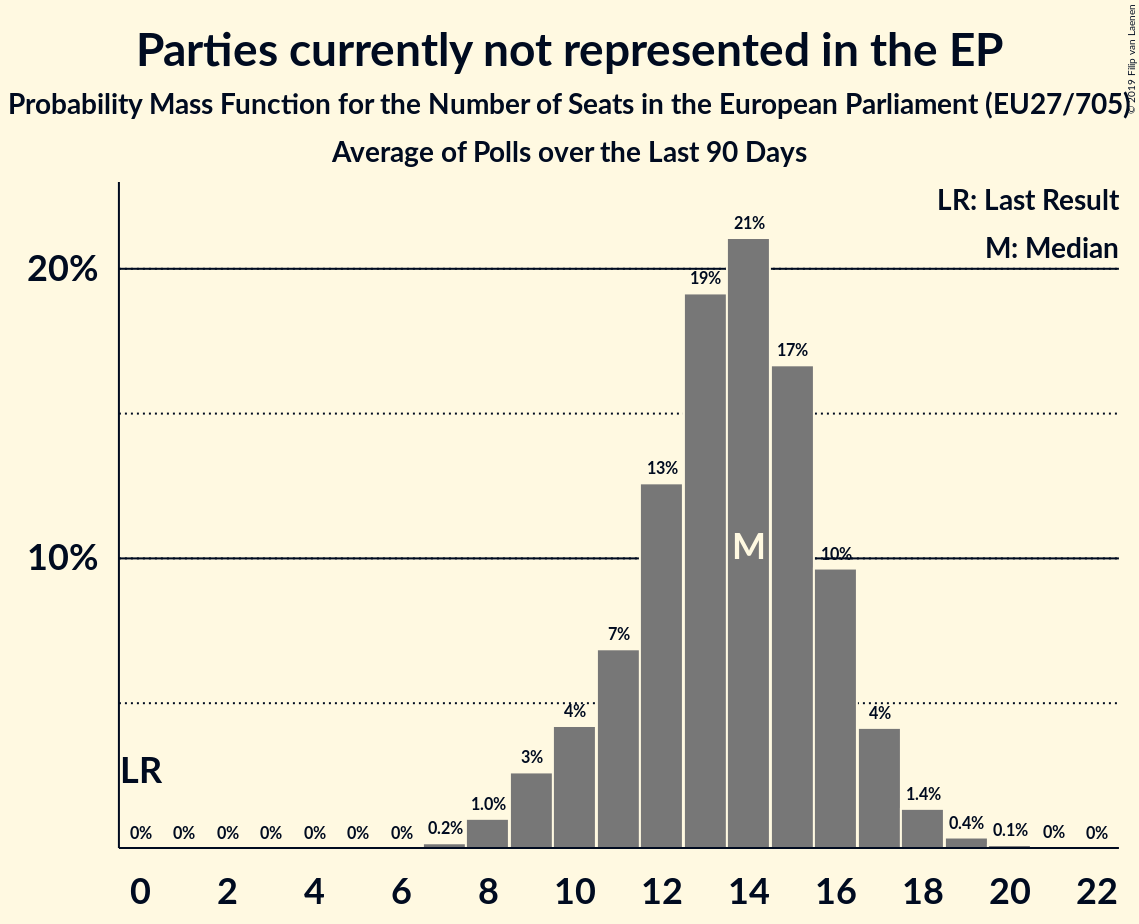 Parties currently not represented in the EP
Probability Mass Function for the Number of Seats in the European Parliament (EU27/705)
Average of Polls over the Last 90 Days
© 2019 Filip van Laenen
LR: Last Result
M: Median
20%
10%
LR
M
0% 0% 0% 0% 0% 0% 0% 0.2% 1.0% 3% 4% 7% 13% 19% 21% 17% 10% 4% 1.4% 0.4% 0.1% 0% 0%
0 2 4 6 8 10 12 14 16 18 20 22